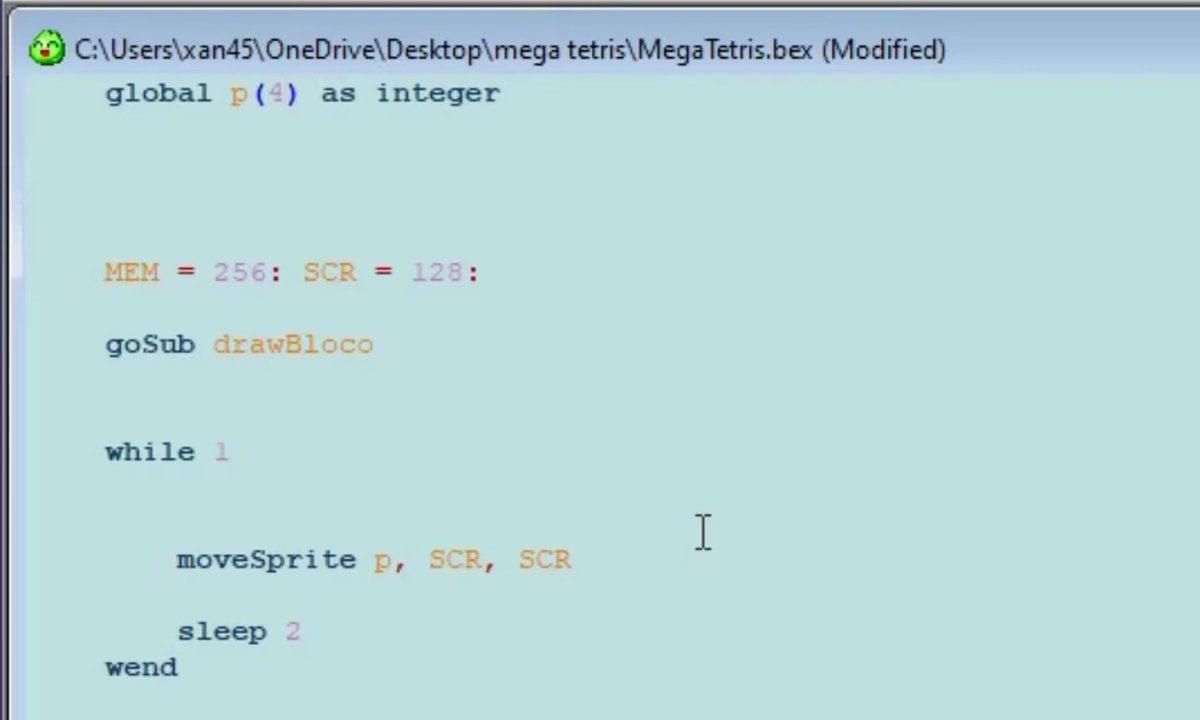 C:\Users\xan45\OneDrive\Desktop\mega tetris\MegaTetris.bex (Modified)
global p(4) as integer
MEM = 256: SCR = 128:
goSub drawBloco
while 1
moveSprite p, SCR, SCR
sleep 2
wend